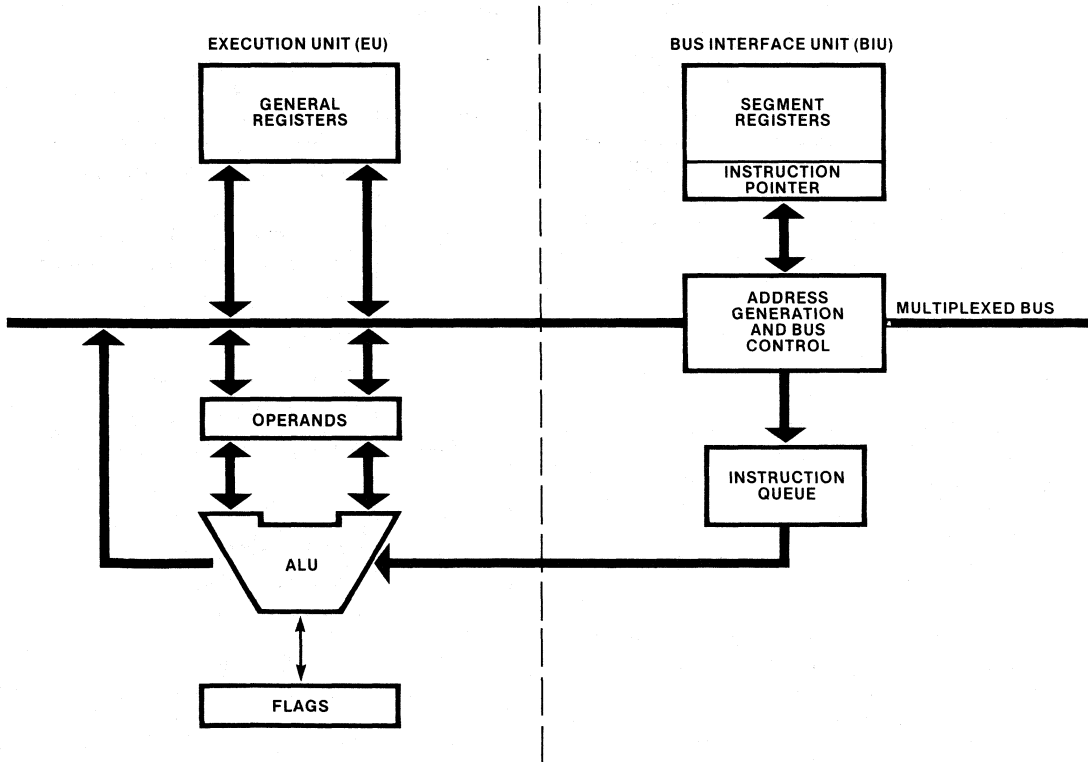 EXECUTION UNIT (EU)
GENERAL
REGISTERS
OPERANDS
ALU
FLAGS
BUS INTERFACE UNIT (BIU)
SEGMENT
REGISTERS
INSTRUCTION
POINTER
ADDRESS
GENERATION
AND BUS
CONTROL
MULTIPLEXED BUS
INSTRUCTION
QUEUE